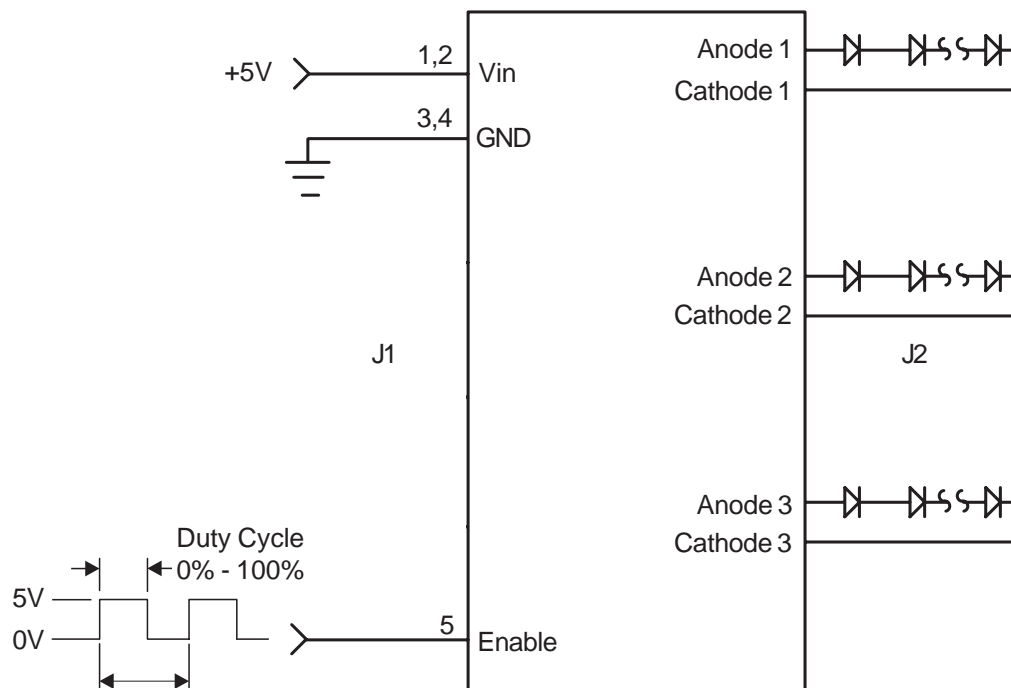 Anode 1
1,2
+5V
Vin
Cathode 1
3,4
GND
Anode 2
Cathode 2
J1
J2
Anode 3
Cathode 3
Duty Cycle
0% - 100%
5V
0V
5
Enable